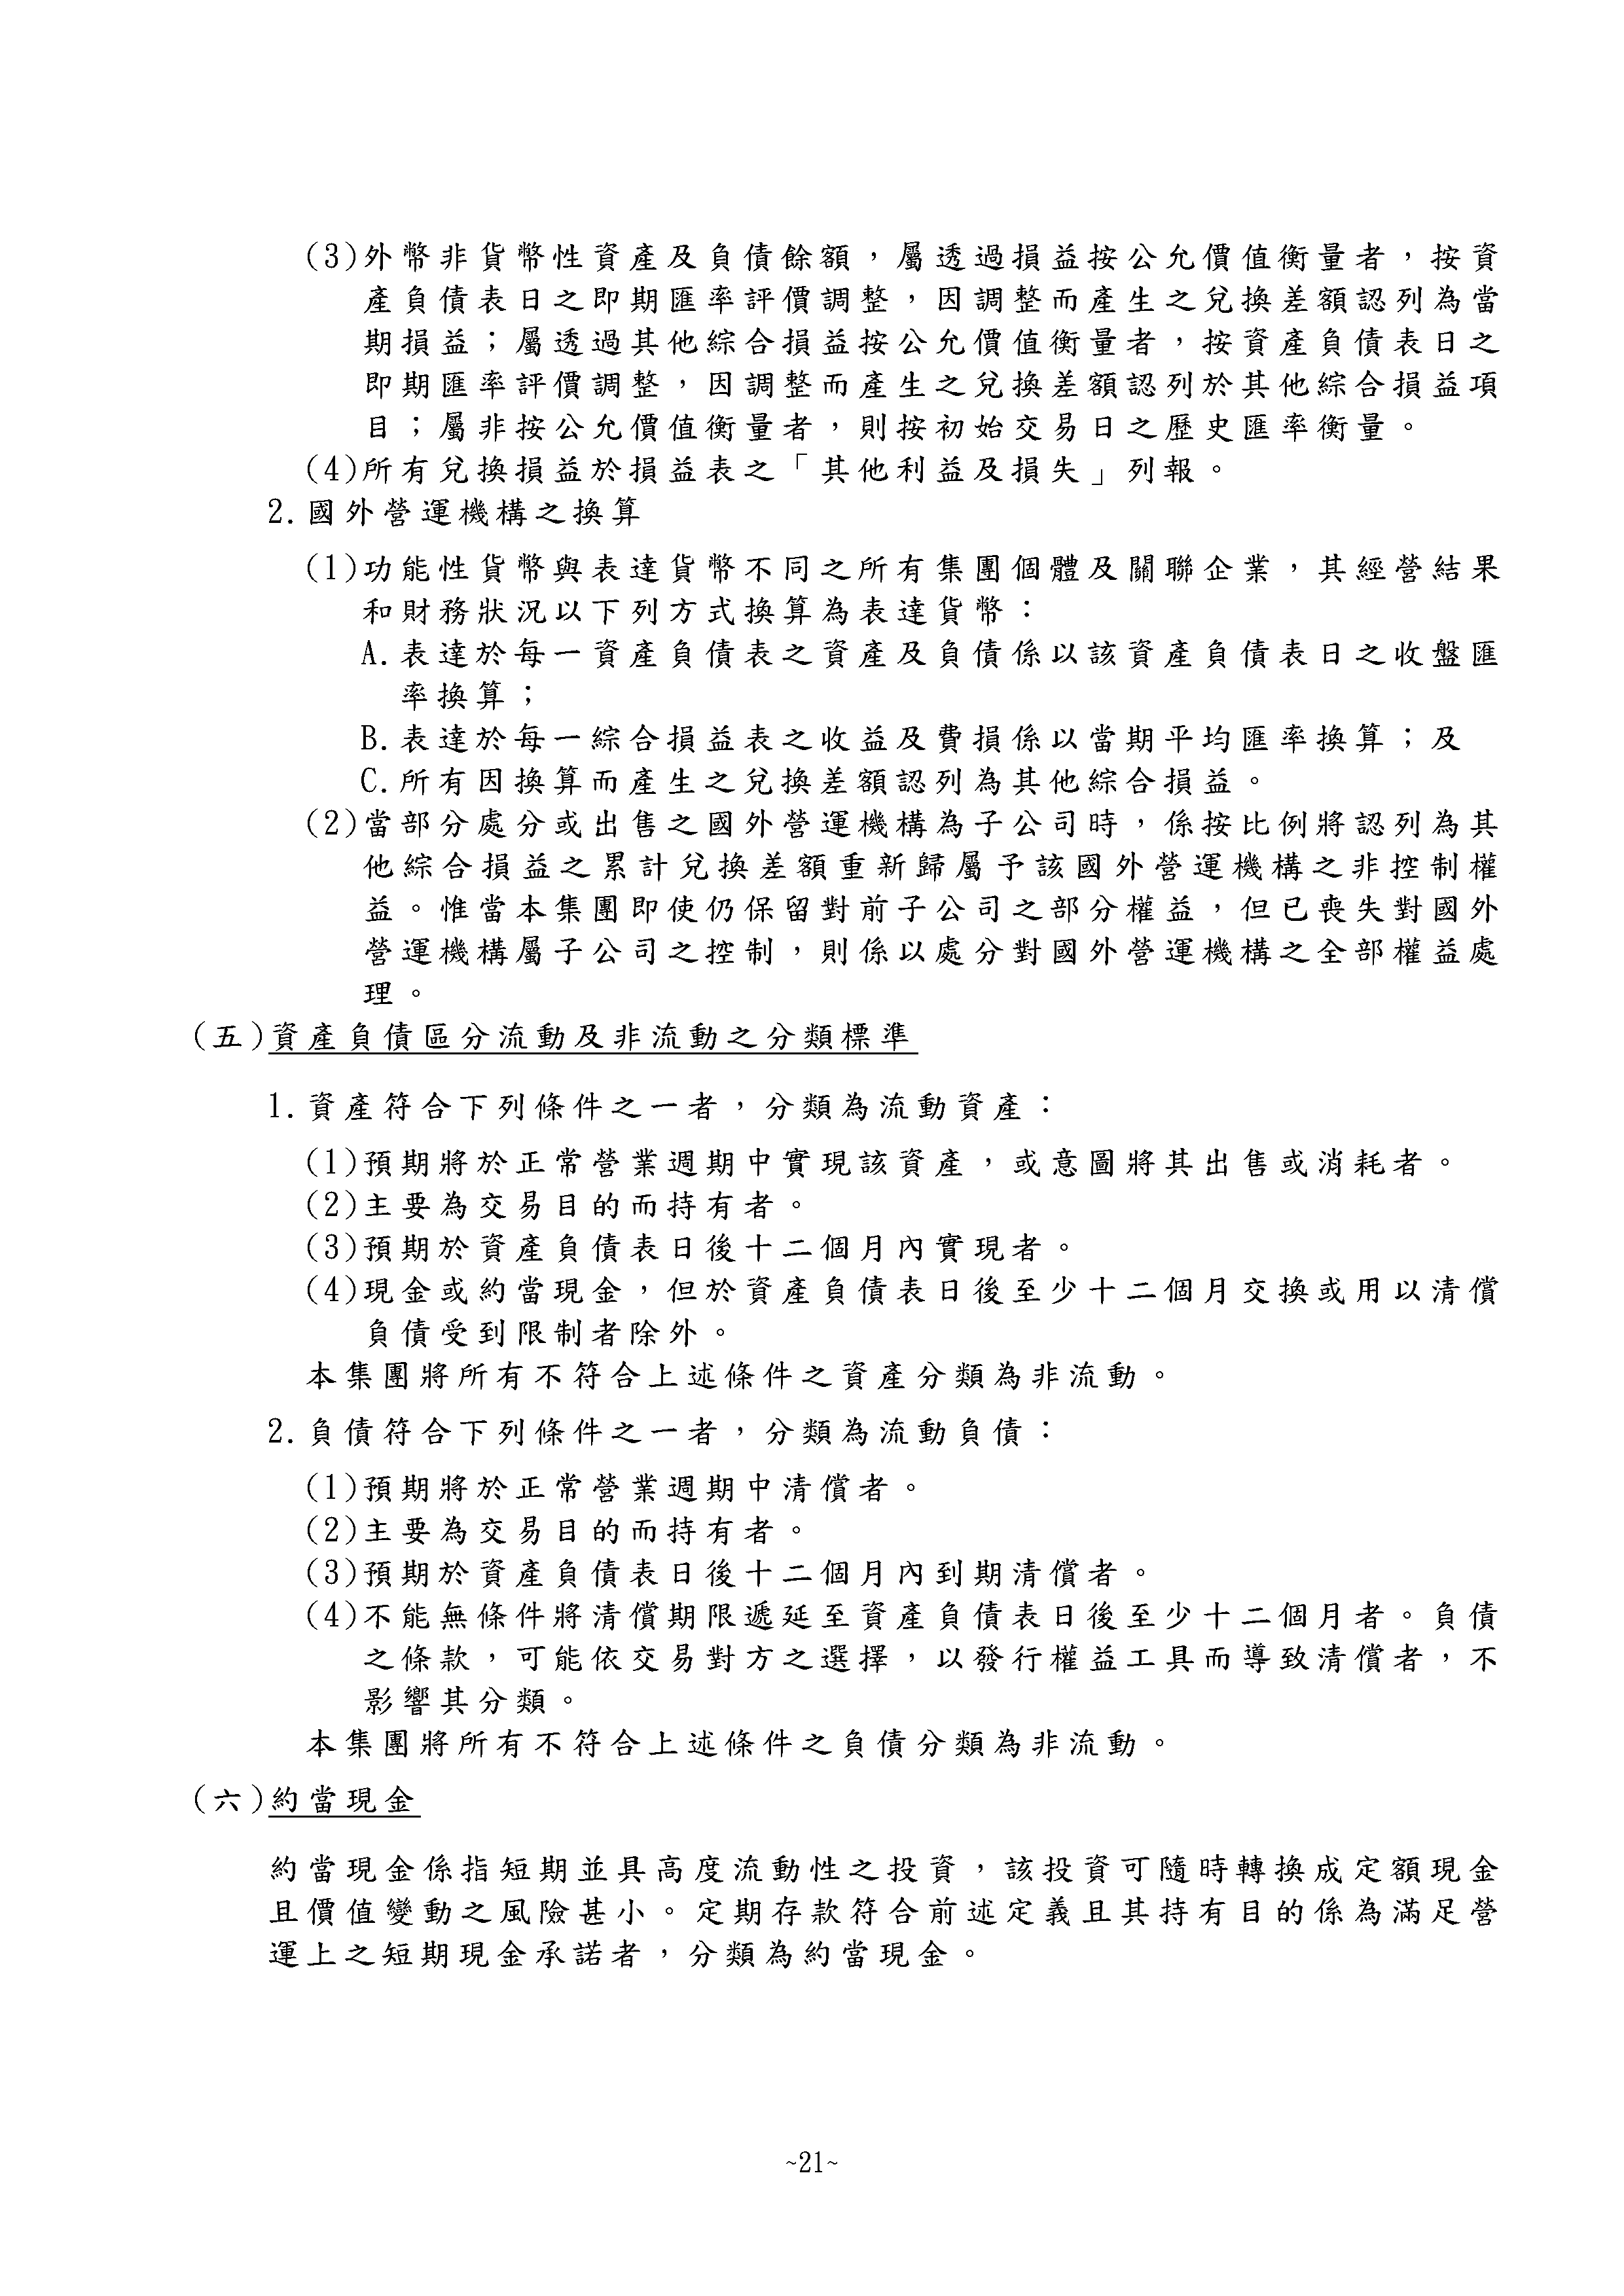 (3)外幣非貨幣性資產及負債餘額，屬透過損益按公允價值衡量者，按資
產負債表日之即期匯率評價調整，因調整而產生之兌換差額認列為當
期損益；屬透過其他綜合損益按公允價值衡量者，按資產負債表日之
即期匯率評價調整，因調整而產生之兌換差額認列於其他綜合損益項
目；屬非按公允價值衡量者，則按初始交易日之歷史匯率衡量。
(4)所有兌換損益於損益表之「其他利益及損失」列報。
2.國外營運機構之換算
(1)功能性貨幣與表達貨幣不同之所有集團個體及關聯企業，其經營結果
和財務狀況以下列方式換算為表達貨幣：
A.表達於每一資產負債表之資產及負債係以該資產負債表日之收盤匯
率換算；
B.表達於每一綜合損益表之收益及費損係以當期平均匯率換算；及
C.所有因換算而產生之兌換差額認列為其他綜合損益。
(2)當部分處分或出售之國外營運機構為子公司時，係按比例將認列為其
他綜合損益之累計兌換差額重新歸屬予該國外營運機構之非控制權
益。惟當本集團即使仍保留對前子公司之部分權益，但已喪失對國外
營運機構屬子公司之控制，則係以處分對國外營運機構之全部權益處
理。
(五)資產負債區分流動及非流動之分類標準
1.資產符合下列條件之一者，分類為流動資產：
(1)預期將於正常營業週期中實現該資產，或意圖將其出售或消耗者。
(2)主要為交易目的而持有者。
(3)預期於資產負債表日後十二個月內實現者。
(4)現金或約當現金，但於資產負債表日後至少十二個月交換或用以清償
負債受到限制者除外。
本集團將所有不符合上述條件之資產分類為非流動。
2.負債符合下列條件之一者，分類為流動負債：
(1)預期將於正常營業週期中清償者。
(2)主要為交易目的而持有者。
(3)預期於資產負債表日後十二個月內到期清償者。
(4)不能無條件將清償期限遞延至資產負債表日後至少十二個月者。負債
之條款，可能依交易對方之選擇，以發行權益工具而導致清償者，不
影響其分類。
本集團將所有不符合上述條件之負債分類為非流動。
(六)約當現金
約當現金係指短期並具高度流動性之投資，該投資可隨時轉換成定額現金
且價值變動之風險甚小。定期存款符合前述定義且其持有目的係為滿足營
運上之短期現金承諾者，分類為約當現金。
~21~